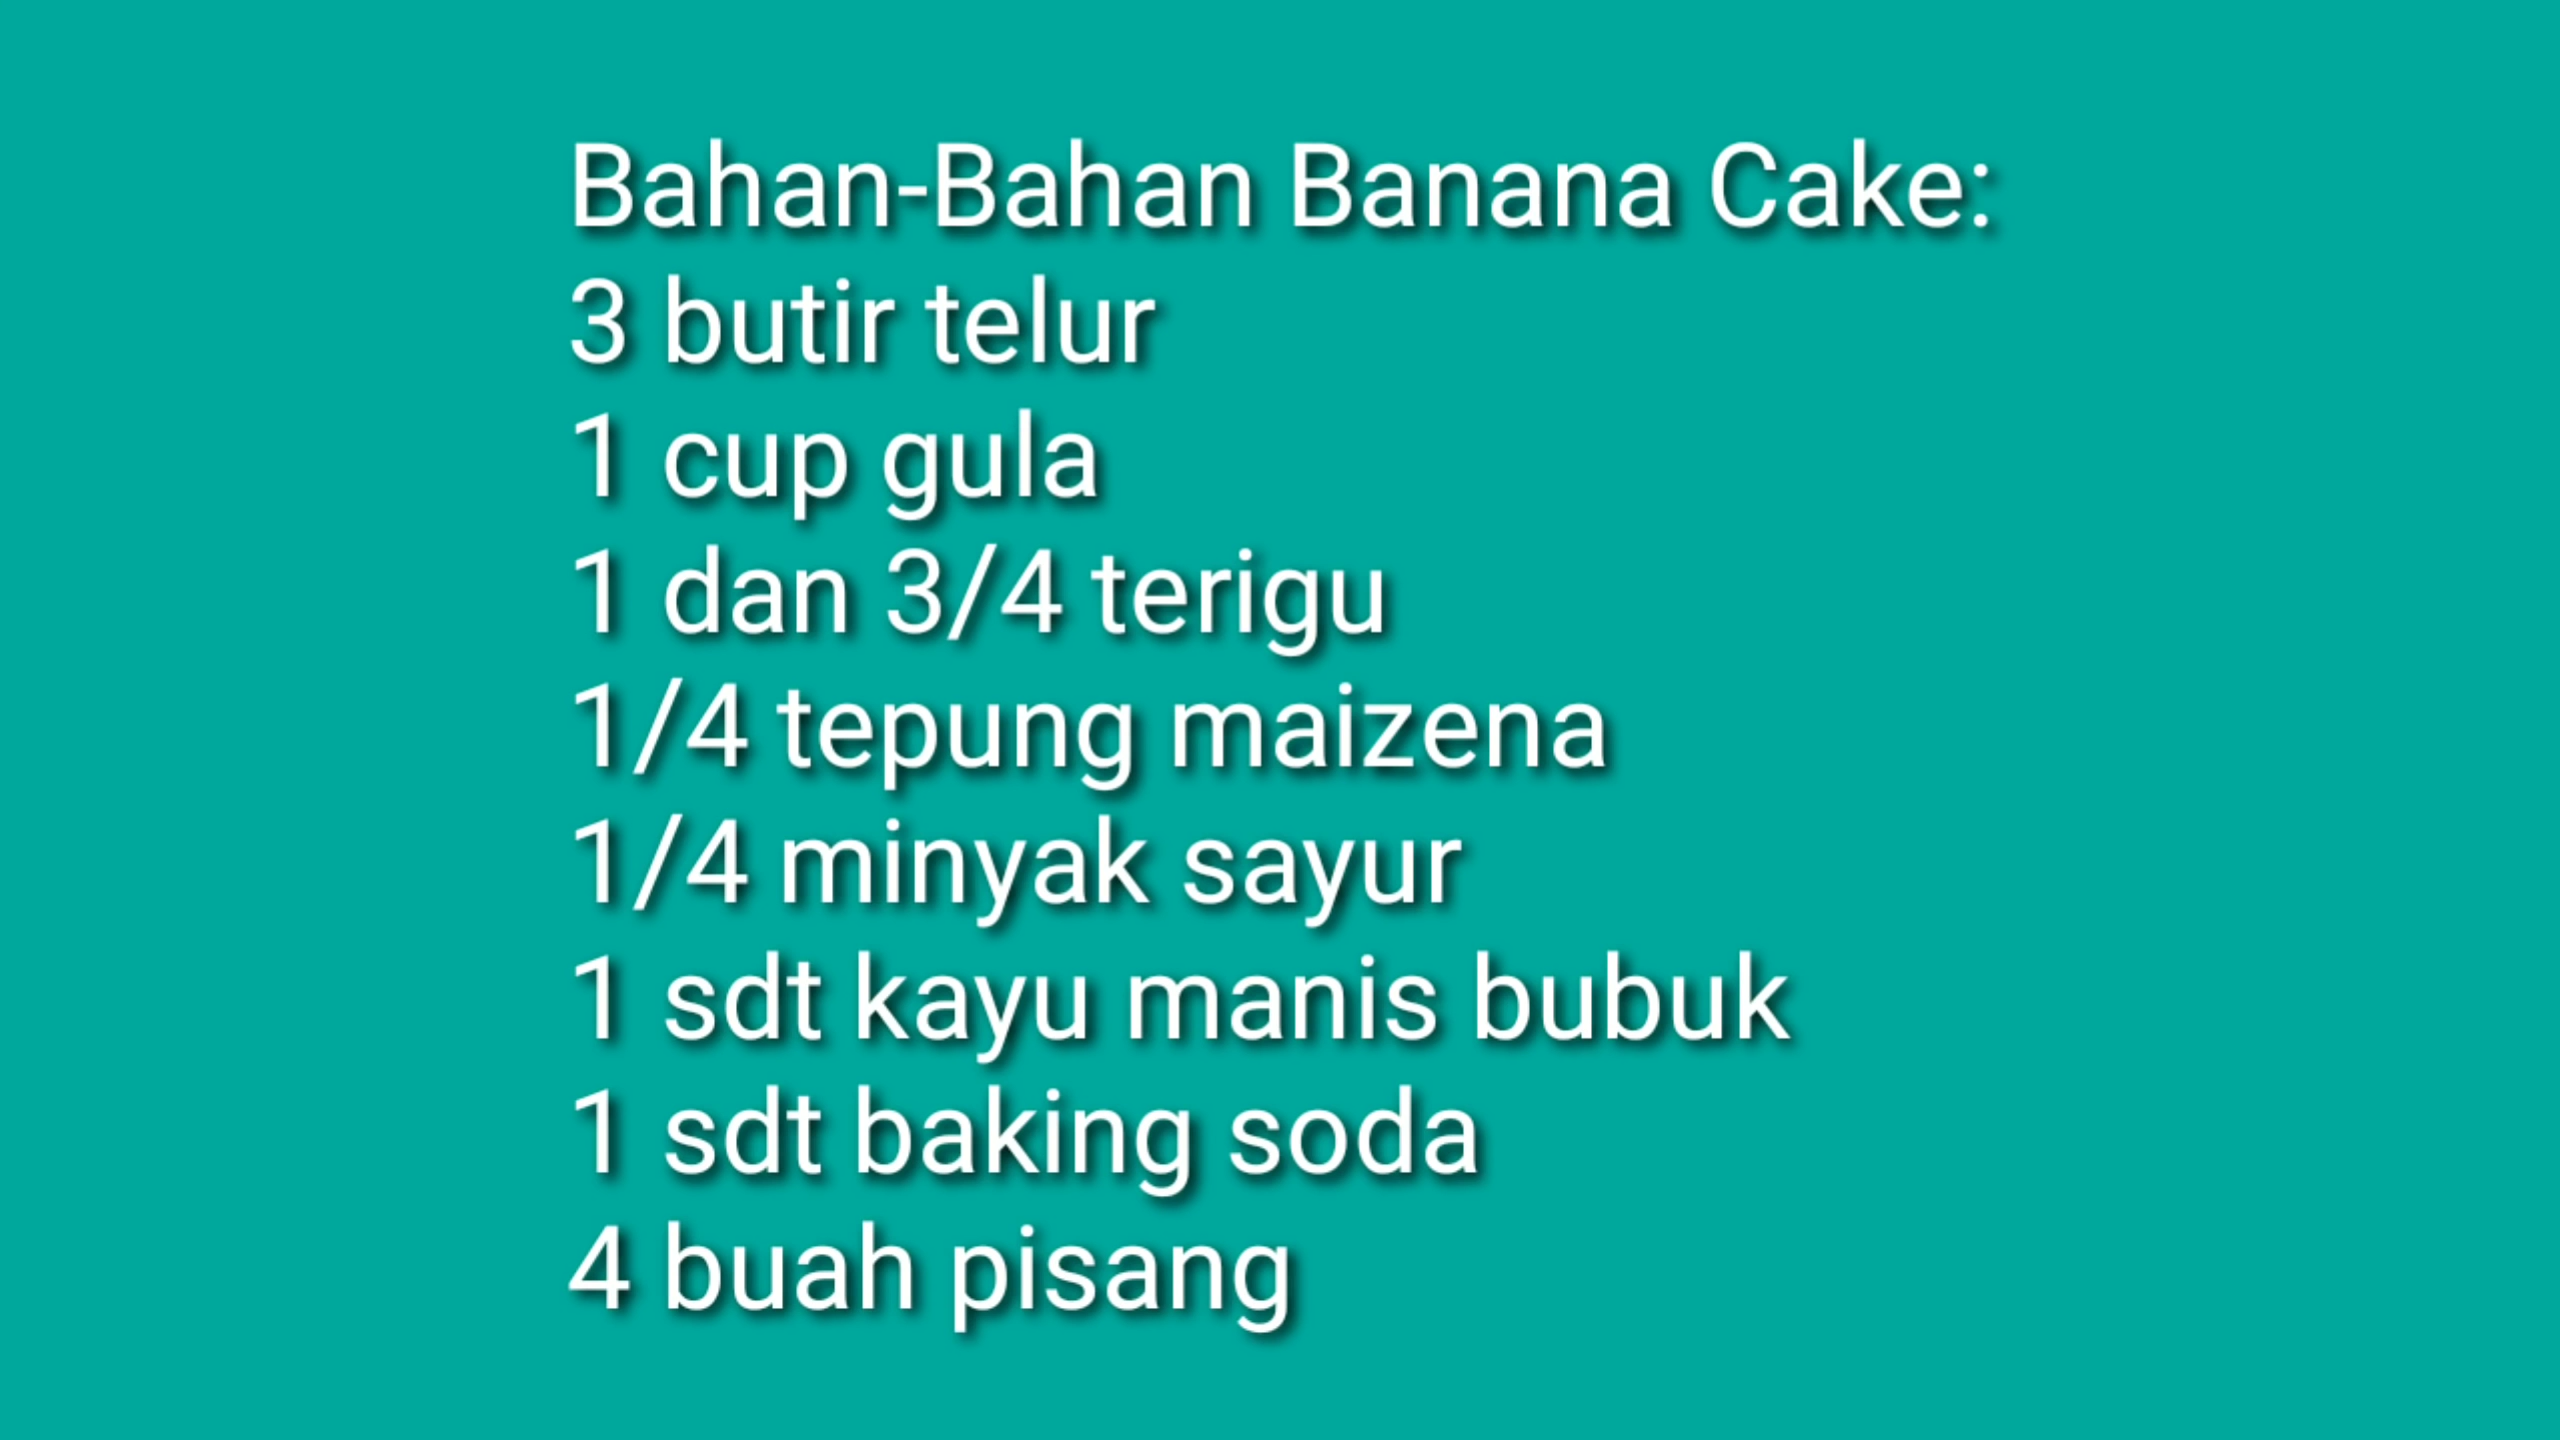 Bahan-Bahan Banana Cake:
3 butir telur
1 cup gula
1 dan 3/4 terigu
1/4 tepung maizena
1/4 minyak sayur
1 sdt kayu manis bubuk
1 sdt baking soda
4 buah pisang